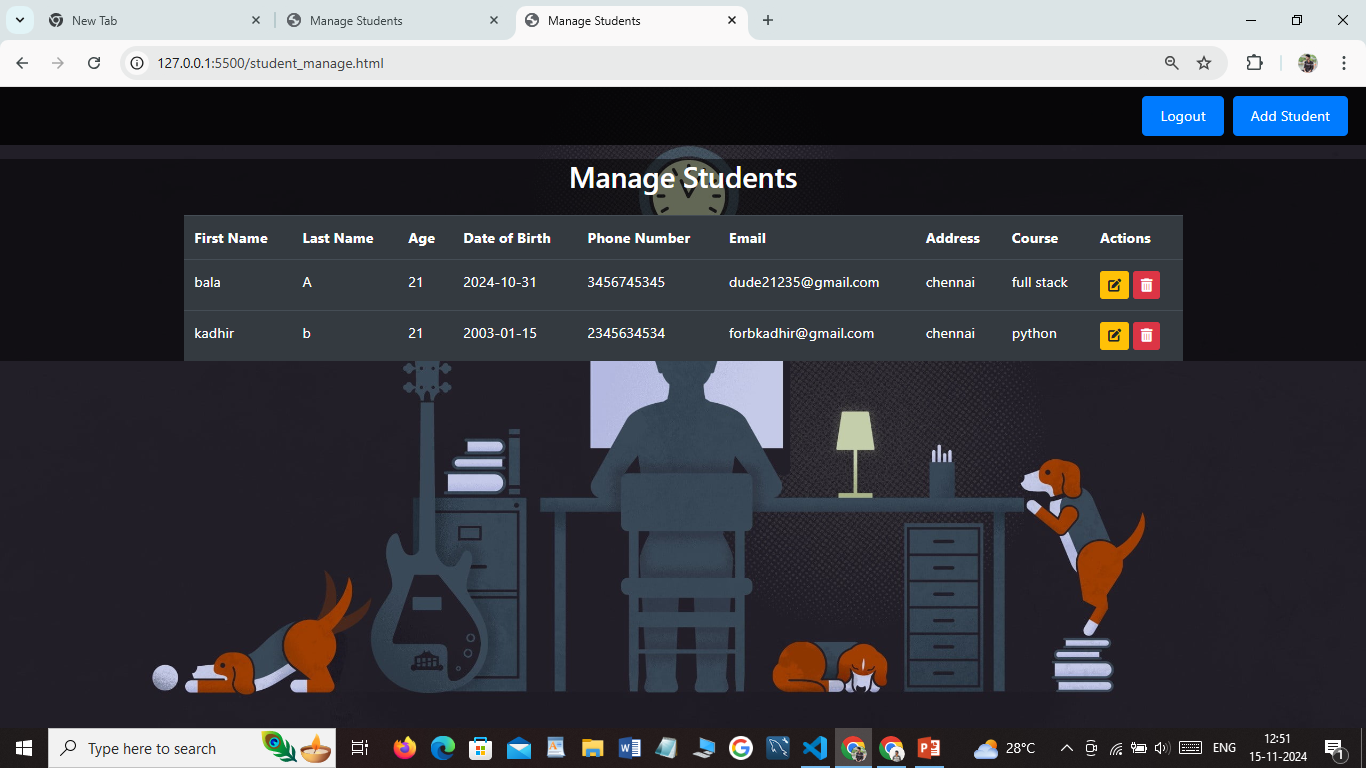 New Tab
Manage Students
Manage Students
127.0.0.1:5500/student_manage.html
Logout
Add Student
Manage Students
First Name Last Name Age Date of Birth Phone Number Email Address Course Actions
bala A 21 2024-10-31 3456745345 dude21235@gmail.com chennai full stack
kadhir b 21 2003-01-15 2345634534 forbkadhir@gmail.com chennai python
Type here to search
28°C
ENG
12:51
15-11-2024
1